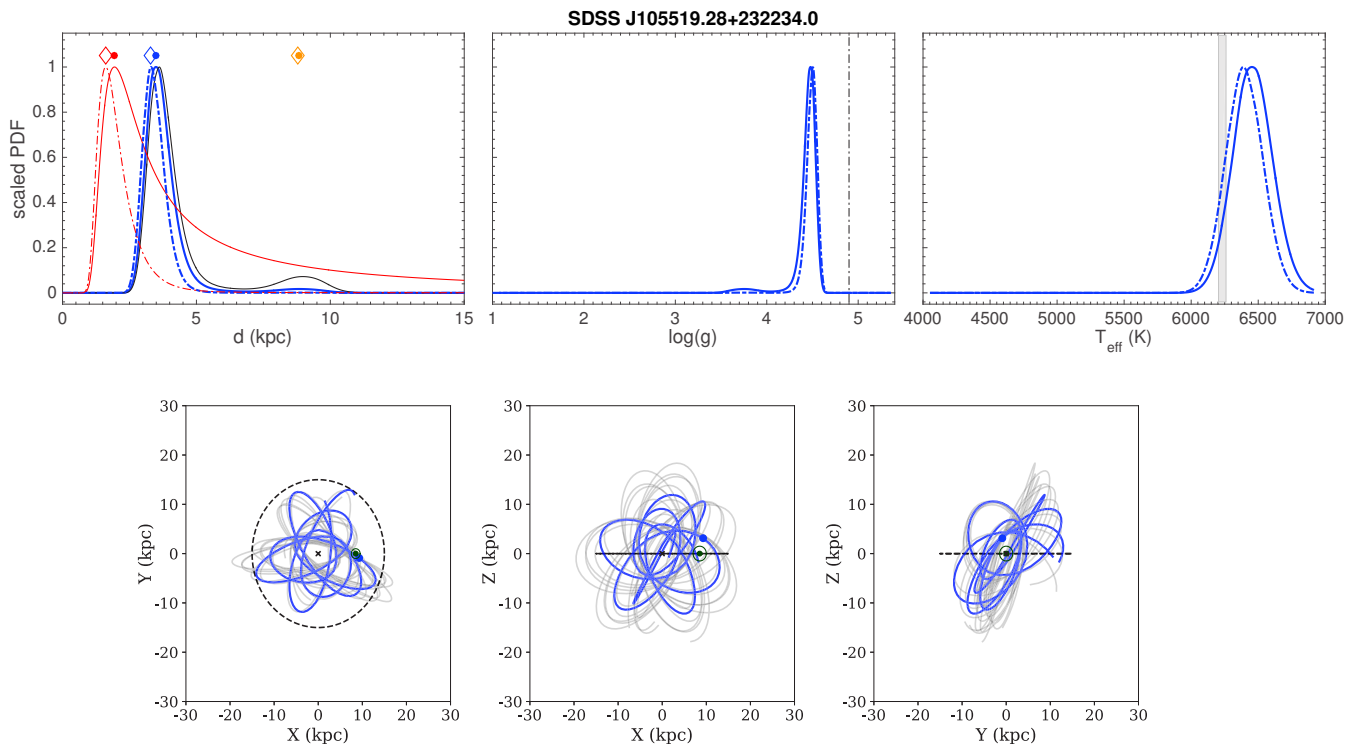 SDSS J105519.28+232234.0
scaled PDF
1
0.8
0.6
0.4
0.2
0
0 5 10 15
d (kpc)
1 2 3 4 5
log(g)
4000 4500 5000 5500 6000 6500 7000
T_eff (K)
30
20
10
0
-10
-20
-30
Y (kpc)
-30 -20 -10 0 10 20 30
X (kpc)
30
20
10
0
-10
-20
-30
Z (kpc)
-30 -20 -10 0 10 20 30
X (kpc)
30
20
10
0
-10
-20
-30
Z (kpc)
-30 -20 -10 0 10 20 30
Y (kpc)